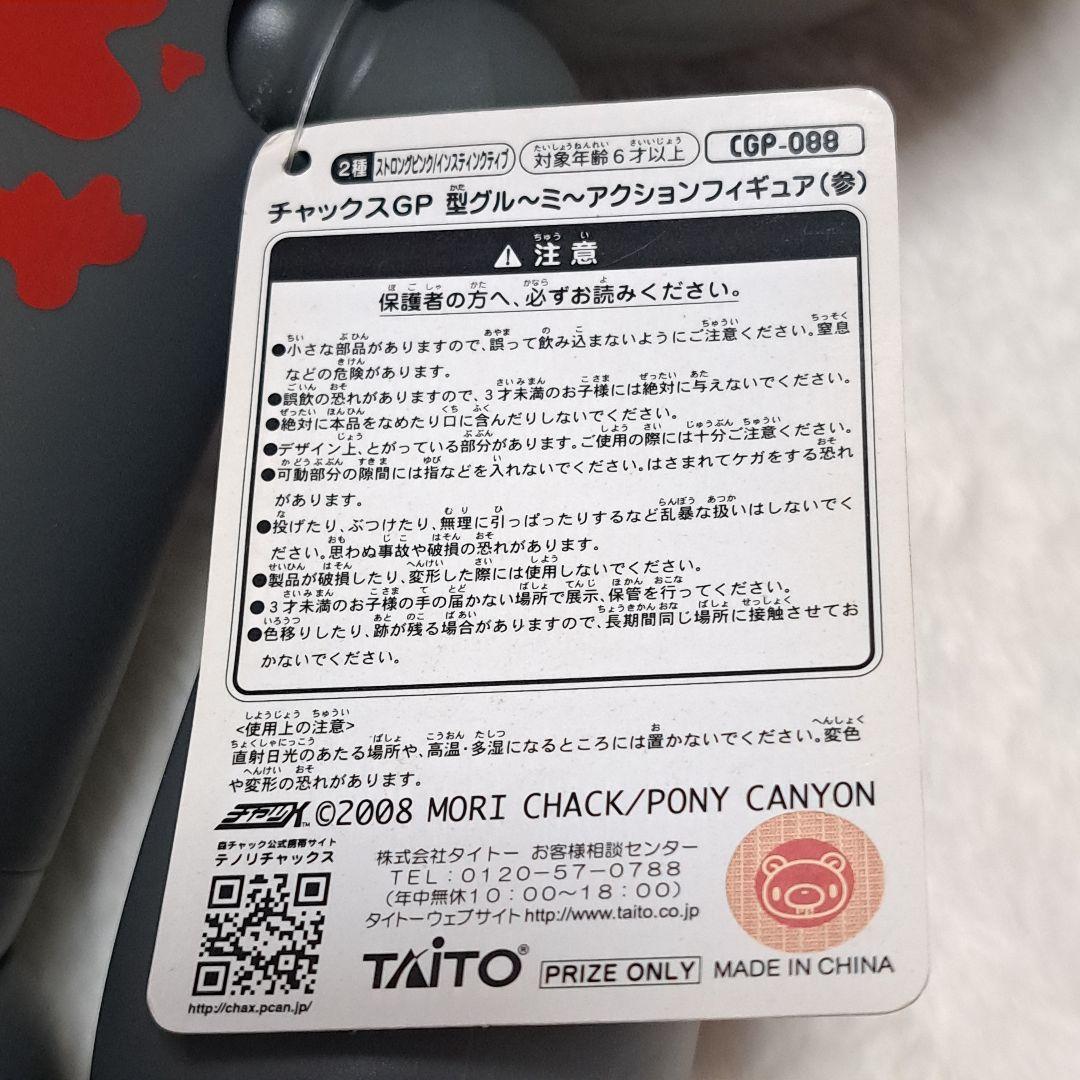 2種 ストロングピンク/インスティンクティブ 対象年齢6才以上 CGP-088
チャックスGP 型グル～ミ～アクションフィギュア(参)
注意
保護者の方へ、必ずお読みください。
●小さな部品がありますので、誤って飲み込まないようにご注意ください。窒息
などの危険があります。
●誤飲の恐れがありますので、3才未満のお子様には絶対に与えないでください。
●絶対に本品をなめたり口に含んだりしないでください。
●デザイン上、とがっている部分があります。ご使用の際には十分ご注意ください。
●可動部分の隙間には指などを入れないでください。はさまれてケガをする恐れ
があります。
●投げたり、ぶつけたり、無理に引っぱったりするなど乱暴な扱いはしないでく
ださい。思わぬ事故や破損の恐れがあります。
●製品が破損したり、変形した際には使用しないでください。
●3才未満のお子様の手の届かない場所で展示、保管を行ってください。
●色移りしたり、跡が残る場合がありますので、長期間同じ場所に接触させてお
かないでください。
<使用上の注意>
直射日光のあたる場所や、高温・多湿になるところには置かないでください。変色
や変形の恐れがあります。
チャックス™ ©2008 MORI CHACK/PONY CANYON
森チャック公式携帯サイト
テノリチャックス
http://chax.pcan.jp/
株式会社タイトー お客様相談センター
TEL:0120-57-0788
(年中無休10:00～18:00)
タイトーウェブサイト http://www.taito.co.jp
TAITO® PRIZE ONLY MADE IN CHINA